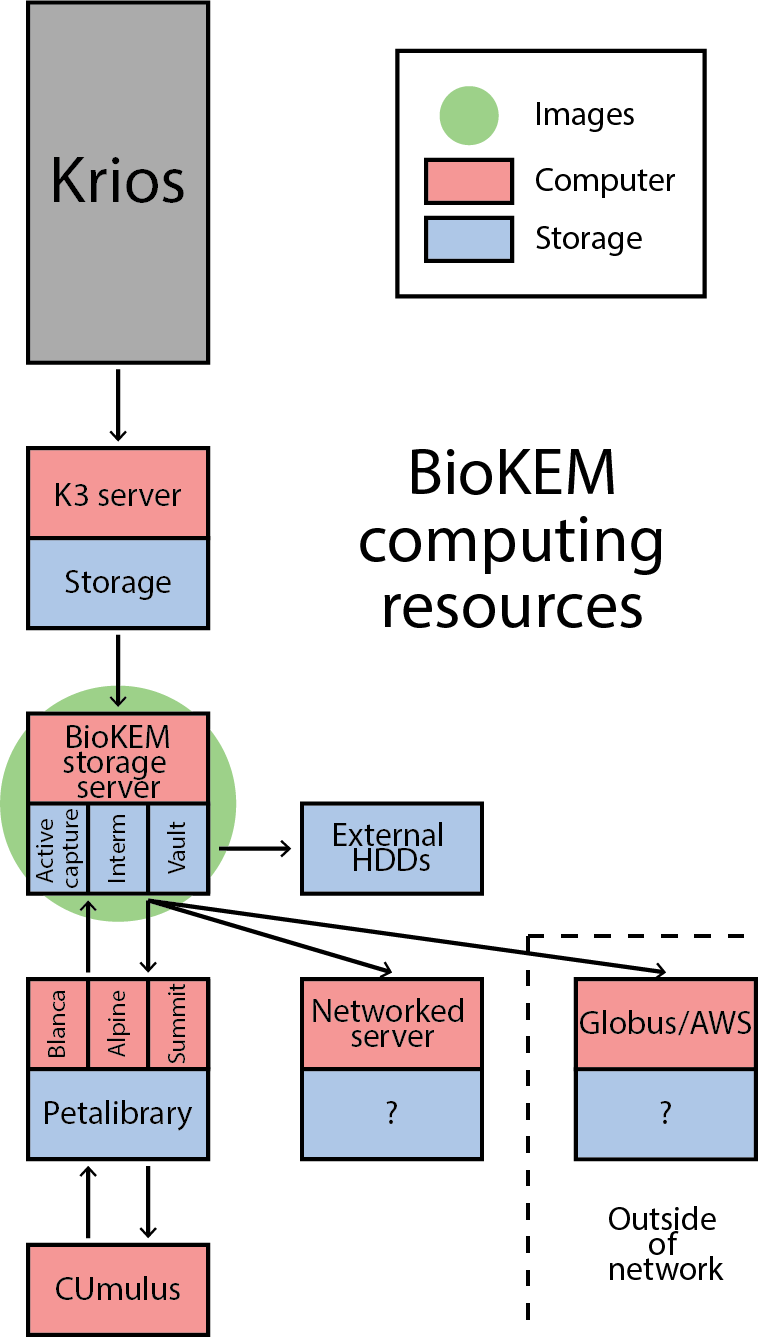 Krios
Images
Computer
Storage
K3 server
Storage
BioKEM
computing
resources
BioKEM
storage
server
Active
capture
Interm
Vault
External
HDDs
Blanca
Alpine
Summit
Petalibrary
Networked
server
?
Globus/AWS
?
Outside
of
network
CUmulus